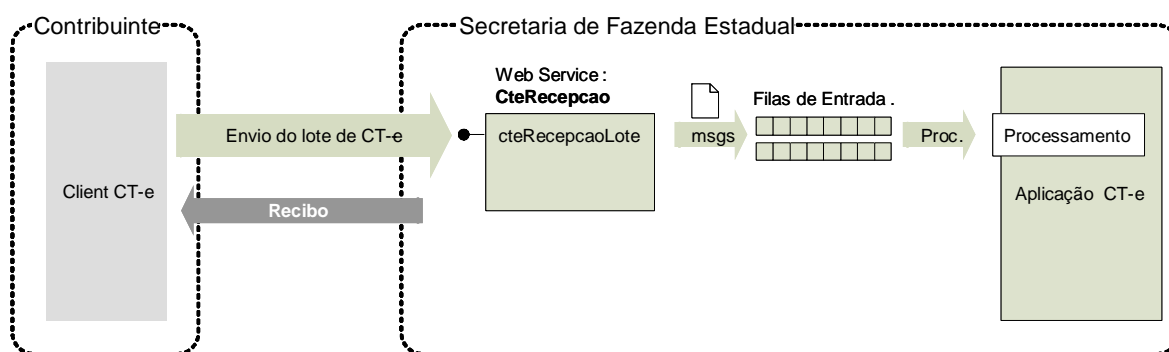 Contribuinte
Secretaria de Fazenda Estadual
Web Service :
CteRecepcao
Filas de Entrada .
Envio do lote de CT-e
cteRecepcaoLote
msgs
Proc.
Processamento
Client CT-e
Recibo
Aplicação CT-e